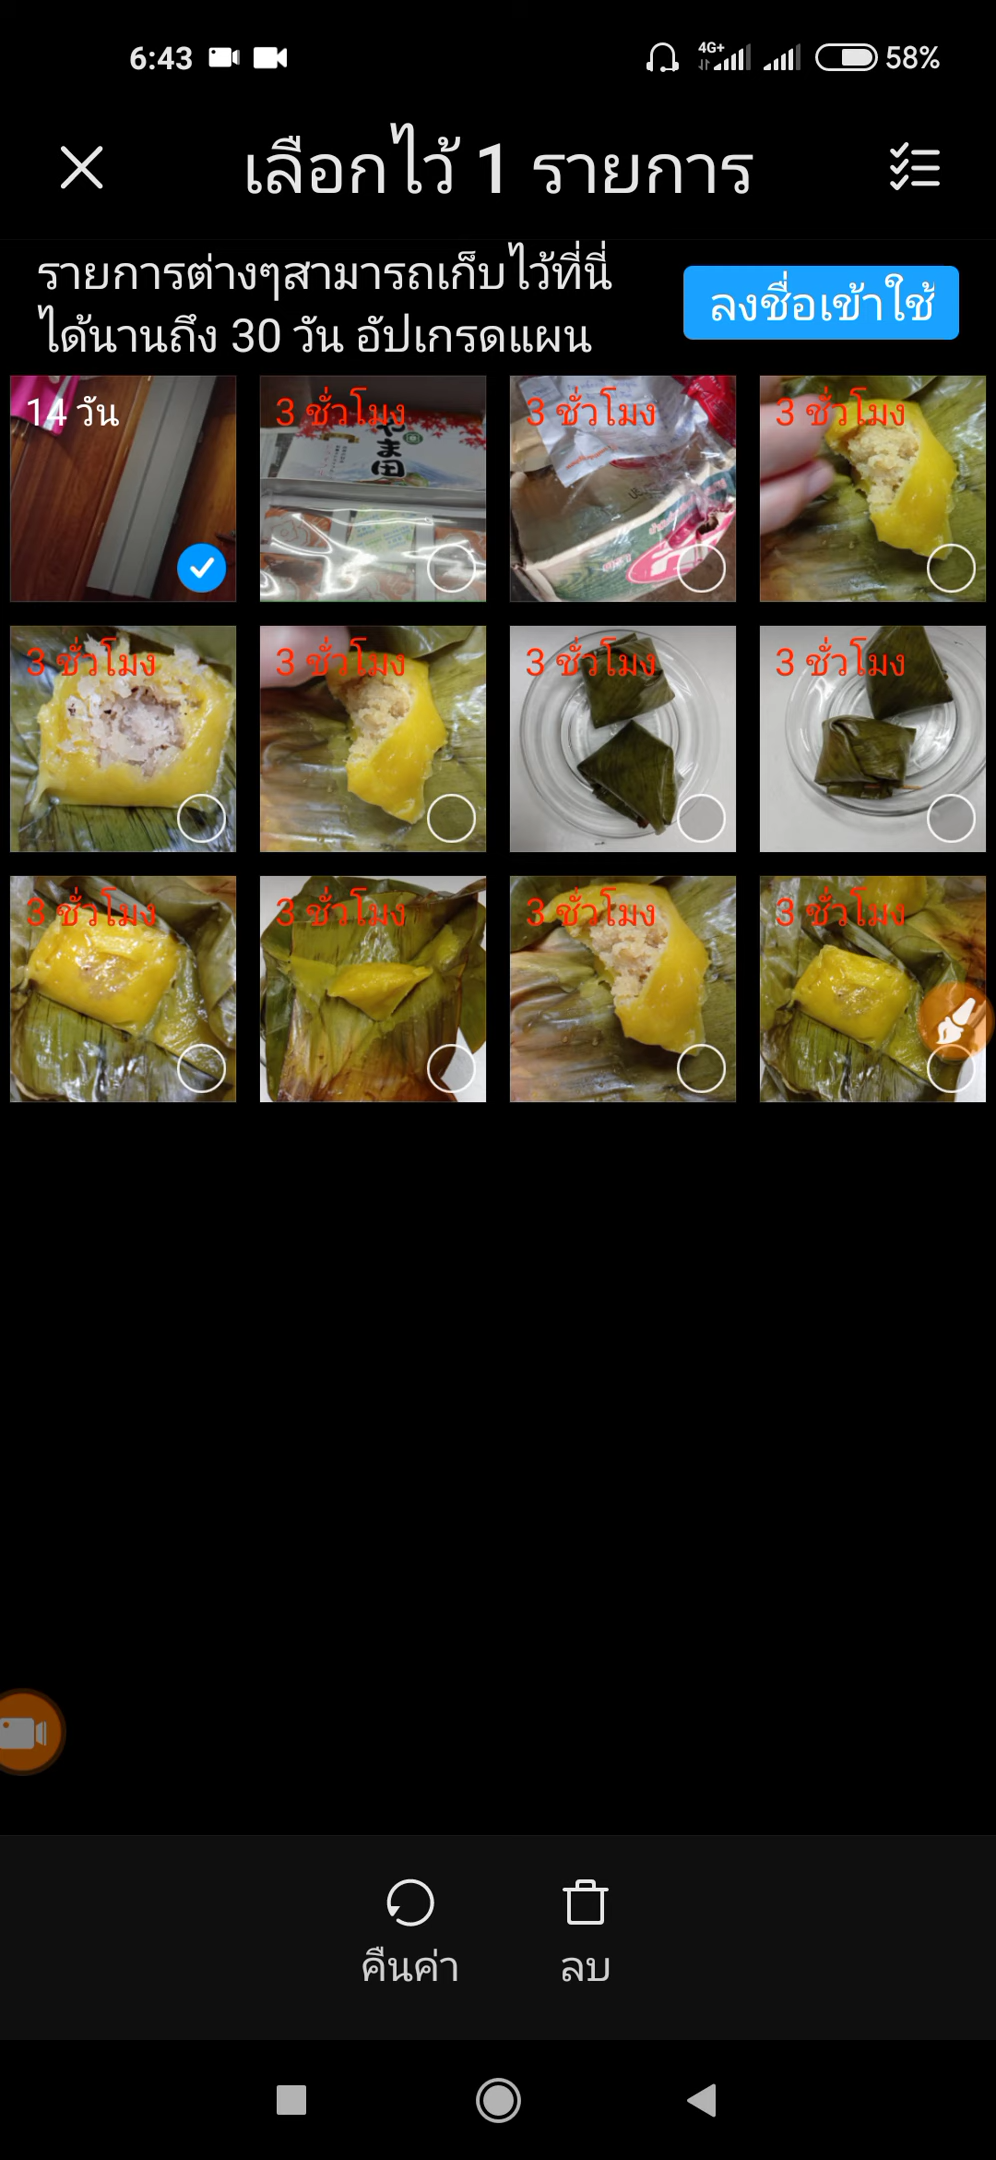 6:43 4G+ 58%
เลือกไว้ 1 รายการ
รายการต่างๆสามารถเก็บไว้ที่นี่
ได้นานถึง 30 วัน อัปเกรดแผน
ลงชื่อเข้าใช้
14 วัน
3 ชั่วโมง
3 ชั่วโมง
3 ชั่วโมง
やま田
3 ชั่วโมง
3 ชั่วโมง
3 ชั่วโมง
3 ชั่วโมง
3 ชั่วโมง
3 ชั่วโมง
3 ชั่วโมง
3 ชั่วโมง
คืนค่า
ลบ